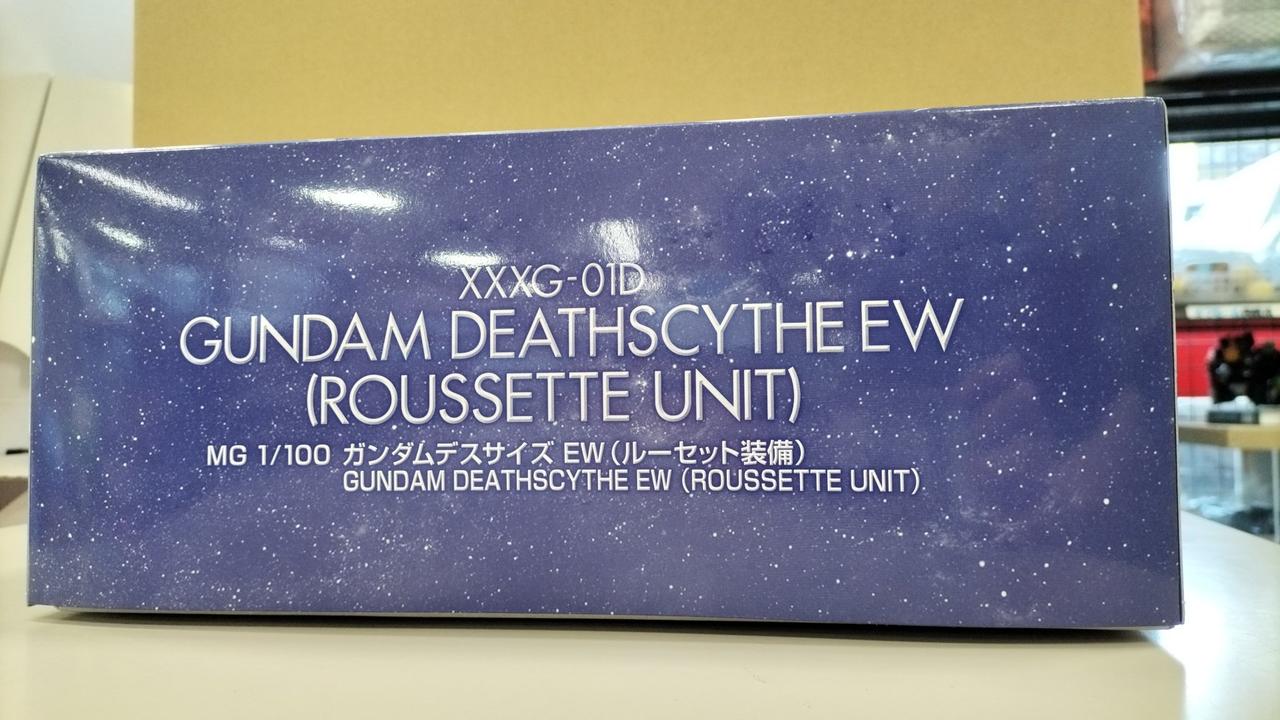 XXXG-01D
GUNDAM DEATHSCYTHE EW
(ROUSSETTE UNIT)
MG 1/100 ガンダムデスサイズ EW(ルーセット装備)
GUNDAM DEATHSCYTHE EW (ROUSSETTE UNIT)